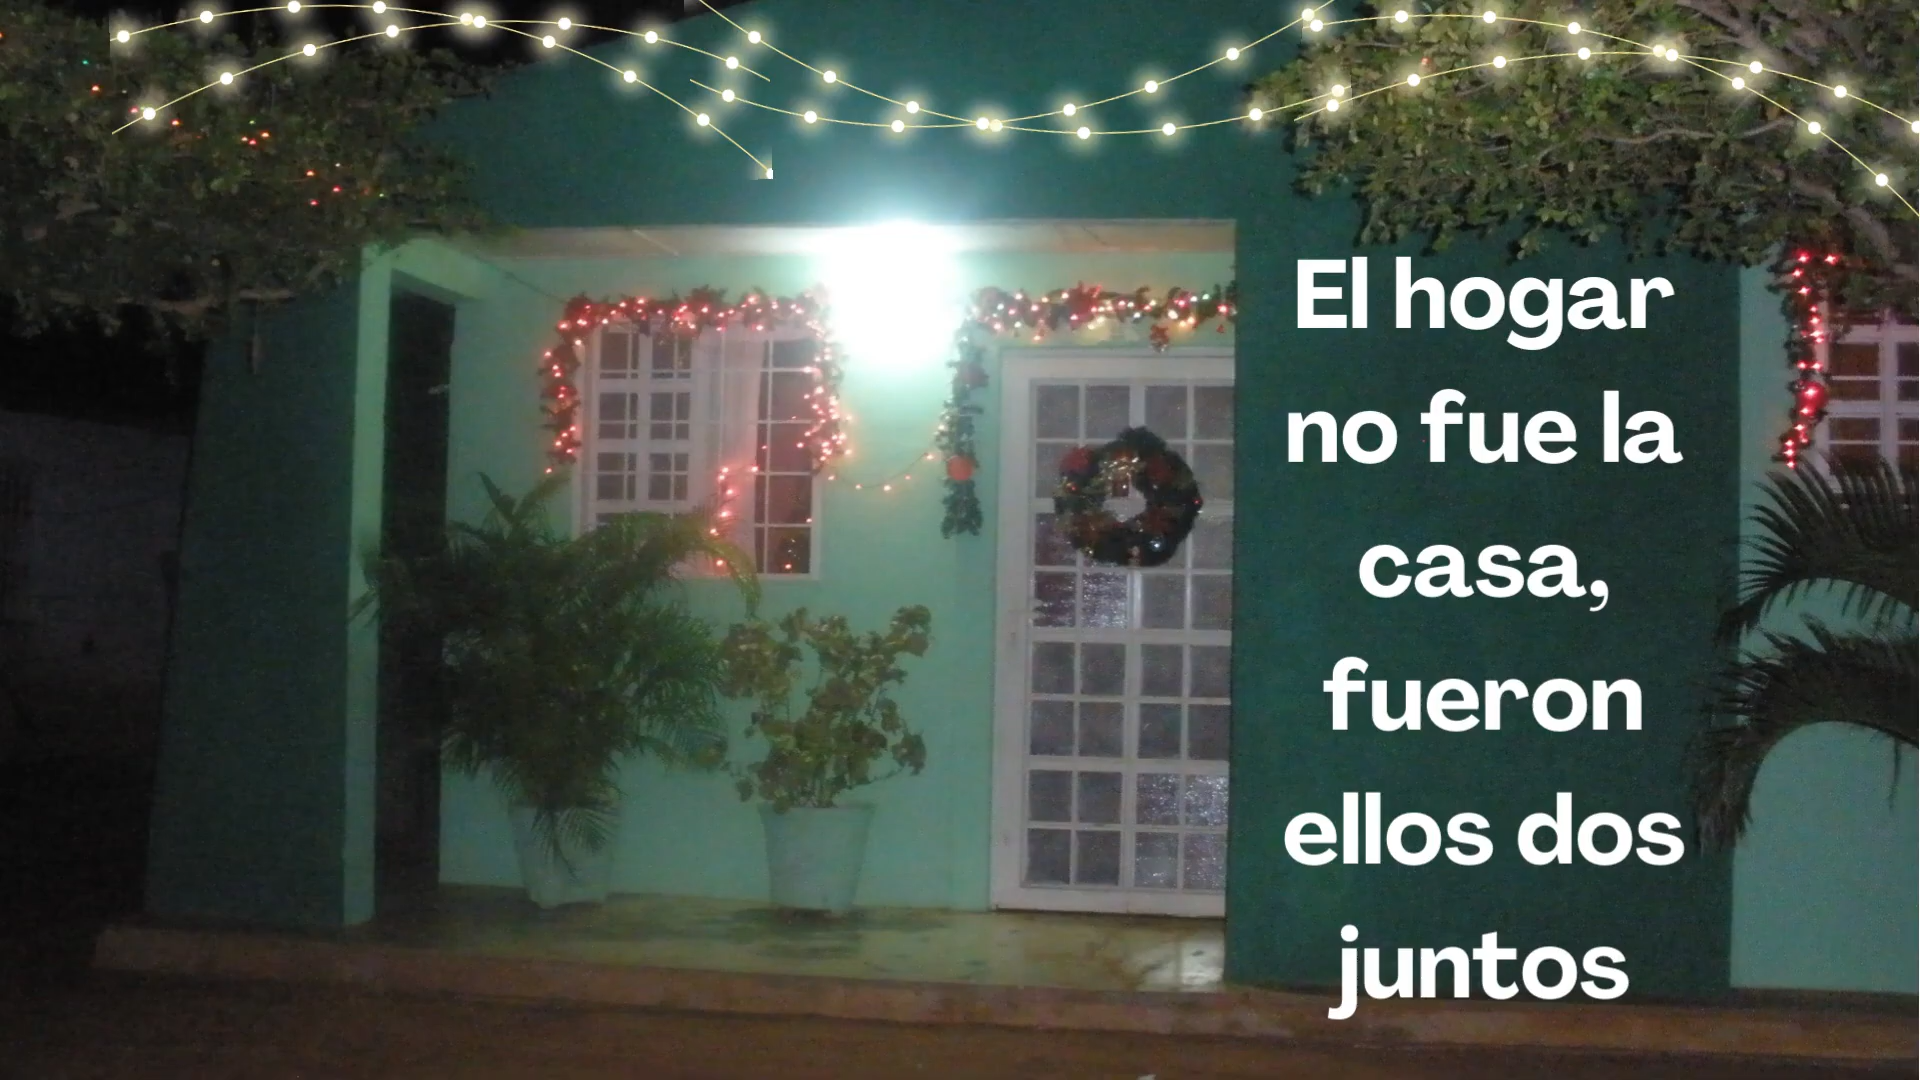 El hogar
no fue la
casa,
fueron
ellos dos
juntos